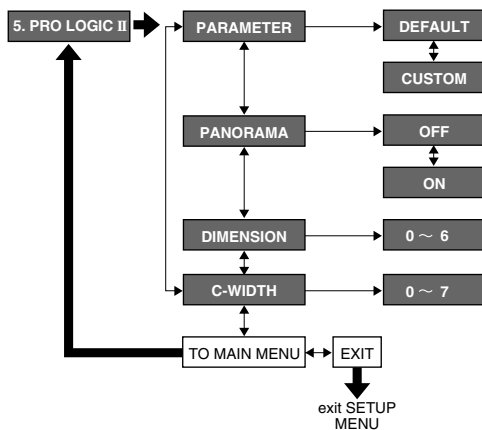 5. PRO LOGIC II
PARAMETER
DEFAULT
CUSTOM
PANORAMA
OFF
ON
DIMENSION
0 ~ 6
C-WIDTH
0 ~ 7
TO MAIN MENU
EXIT
exit SETUP
MENU